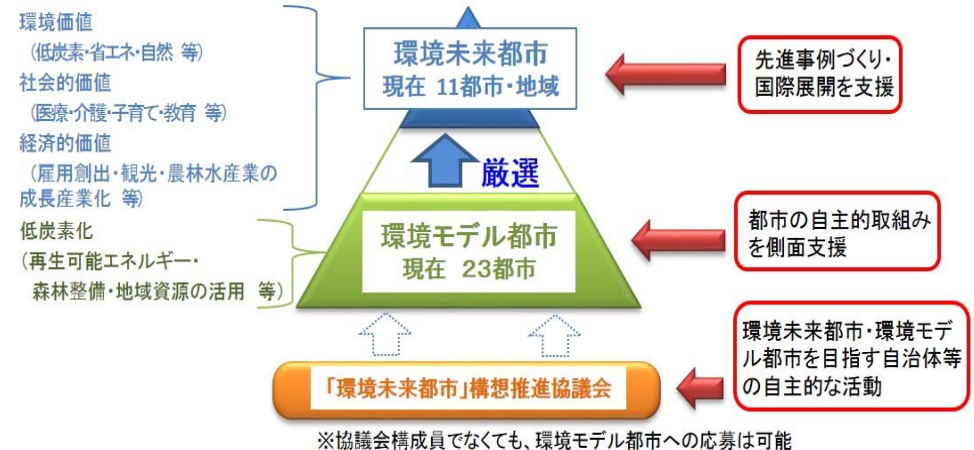 環境価値
（低炭素・省エネ・自然 等）
社会的価値
（医療・介護・子育て・教育 等）
経済的価値
（雇用創出・観光・農林水産業の
成長産業化 等）
低炭素化
（再生可能エネルギー・
森林整備・地域資源の活用 等）
環境未来都市
現在 11都市・地域
厳選
環境モデル都市
現在 23都市
「環境未来都市」構想推進協議会
先進事例づくり・
国際展開を支援
都市の自主的取組み
を側面支援
環境未来都市・環境モデ
ル都市を目指す自治体等
の自主的な活動
※協議会構成員でなくても、環境モデル都市への応募は可能